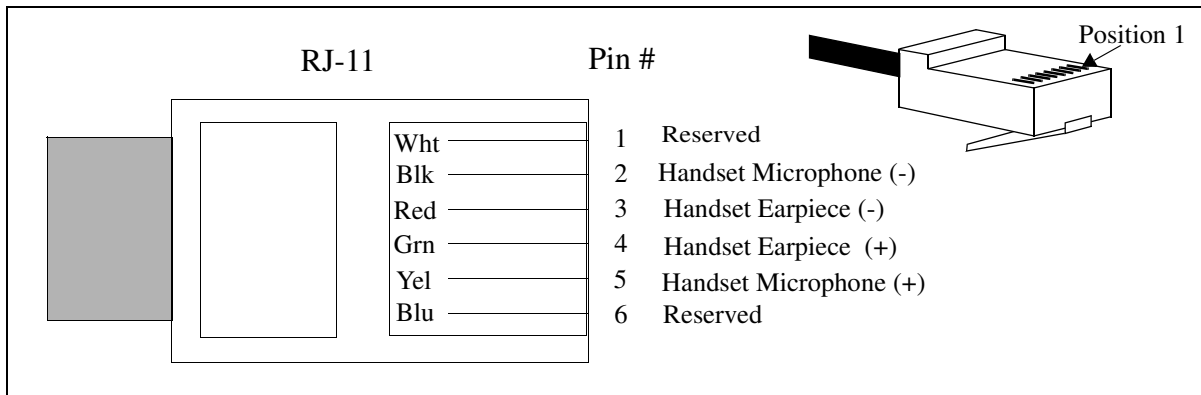 RJ-11 Pin # Position 1
Wht 1 Reserved
Blk 2 Handset Microphone (-)
Red 3 Handset Earpiece (-)
Grn 4 Handset Earpiece (+)
Yel 5 Handset Microphone (+)
Blu 6 Reserved